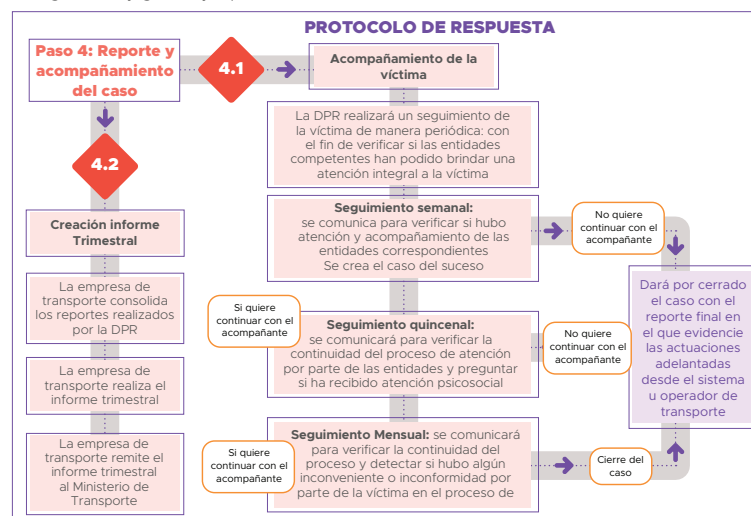 PROTOCOLO DE RESPUESTA
Paso 4: Reporte y
acompañamiento
del caso
4.1
Acompañamiento de la
víctima
La DPR realizará un seguimiento de
la víctima de manera periódica: con
el fin de verificar si las entidades
competentes han podido brindar una
atención integral a la víctima
4.2
Creación informe
Trimestral
La empresa de
transporte consolida
los reportes realizados
por la DPR
La empresa de
transporte realiza el
informe trimestral
La empresa de
transporte remite el
informe trimestral
al Ministerio de
Transporte
Seguimiento semanal:
se comunica para verificar si hubo
atención y acompañamiento de las
entidades correspondientes
Se crea el caso del suceso
No quiere
continuar con el
acompañante
Si quiere
continuar con el
acompañante
Seguimiento quincenal:
se comunicará para verificar la
continuidad del proceso de atención
por parte de las entidades y preguntar
si ha recibido atención psicosocial
No quiere
continuar con el
acompañante
Si quiere
continuar con el
acompañante
Seguimiento Mensual: se comunicará
para verificar la continuidad del
proceso y detectar si hubo algún
inconveniente o inconformidad por
parte de la víctima en el proceso de
Cierre del
caso
Dará por cerrado
el caso con el
reporte final en
el que evidencie
las actuaciones
adelantadas
desde el sistema
u operador de
transporte